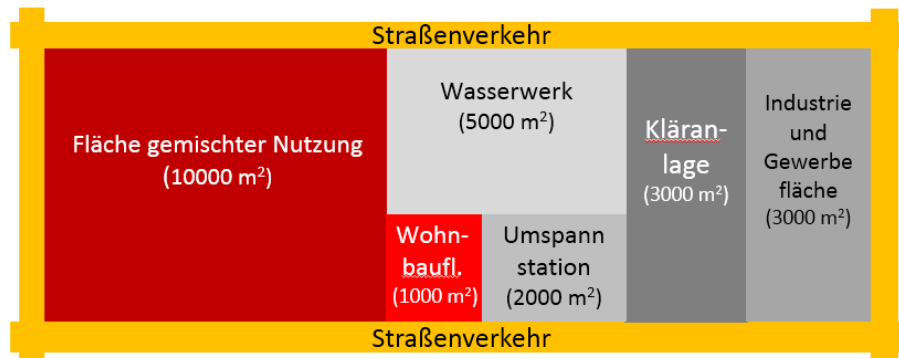 Straßenverkehr
Fläche gemischter Nutzung
(10000 m²)
Wasserwerk
(5000 m²)
Kläran-
lage
(3000 m²)
Industrie
und
Gewerbe
fläche
(3000 m²)
Wohn-
baufl.
(1000 m²)
Umspann
station
(2000 m²)
Straßenverkehr